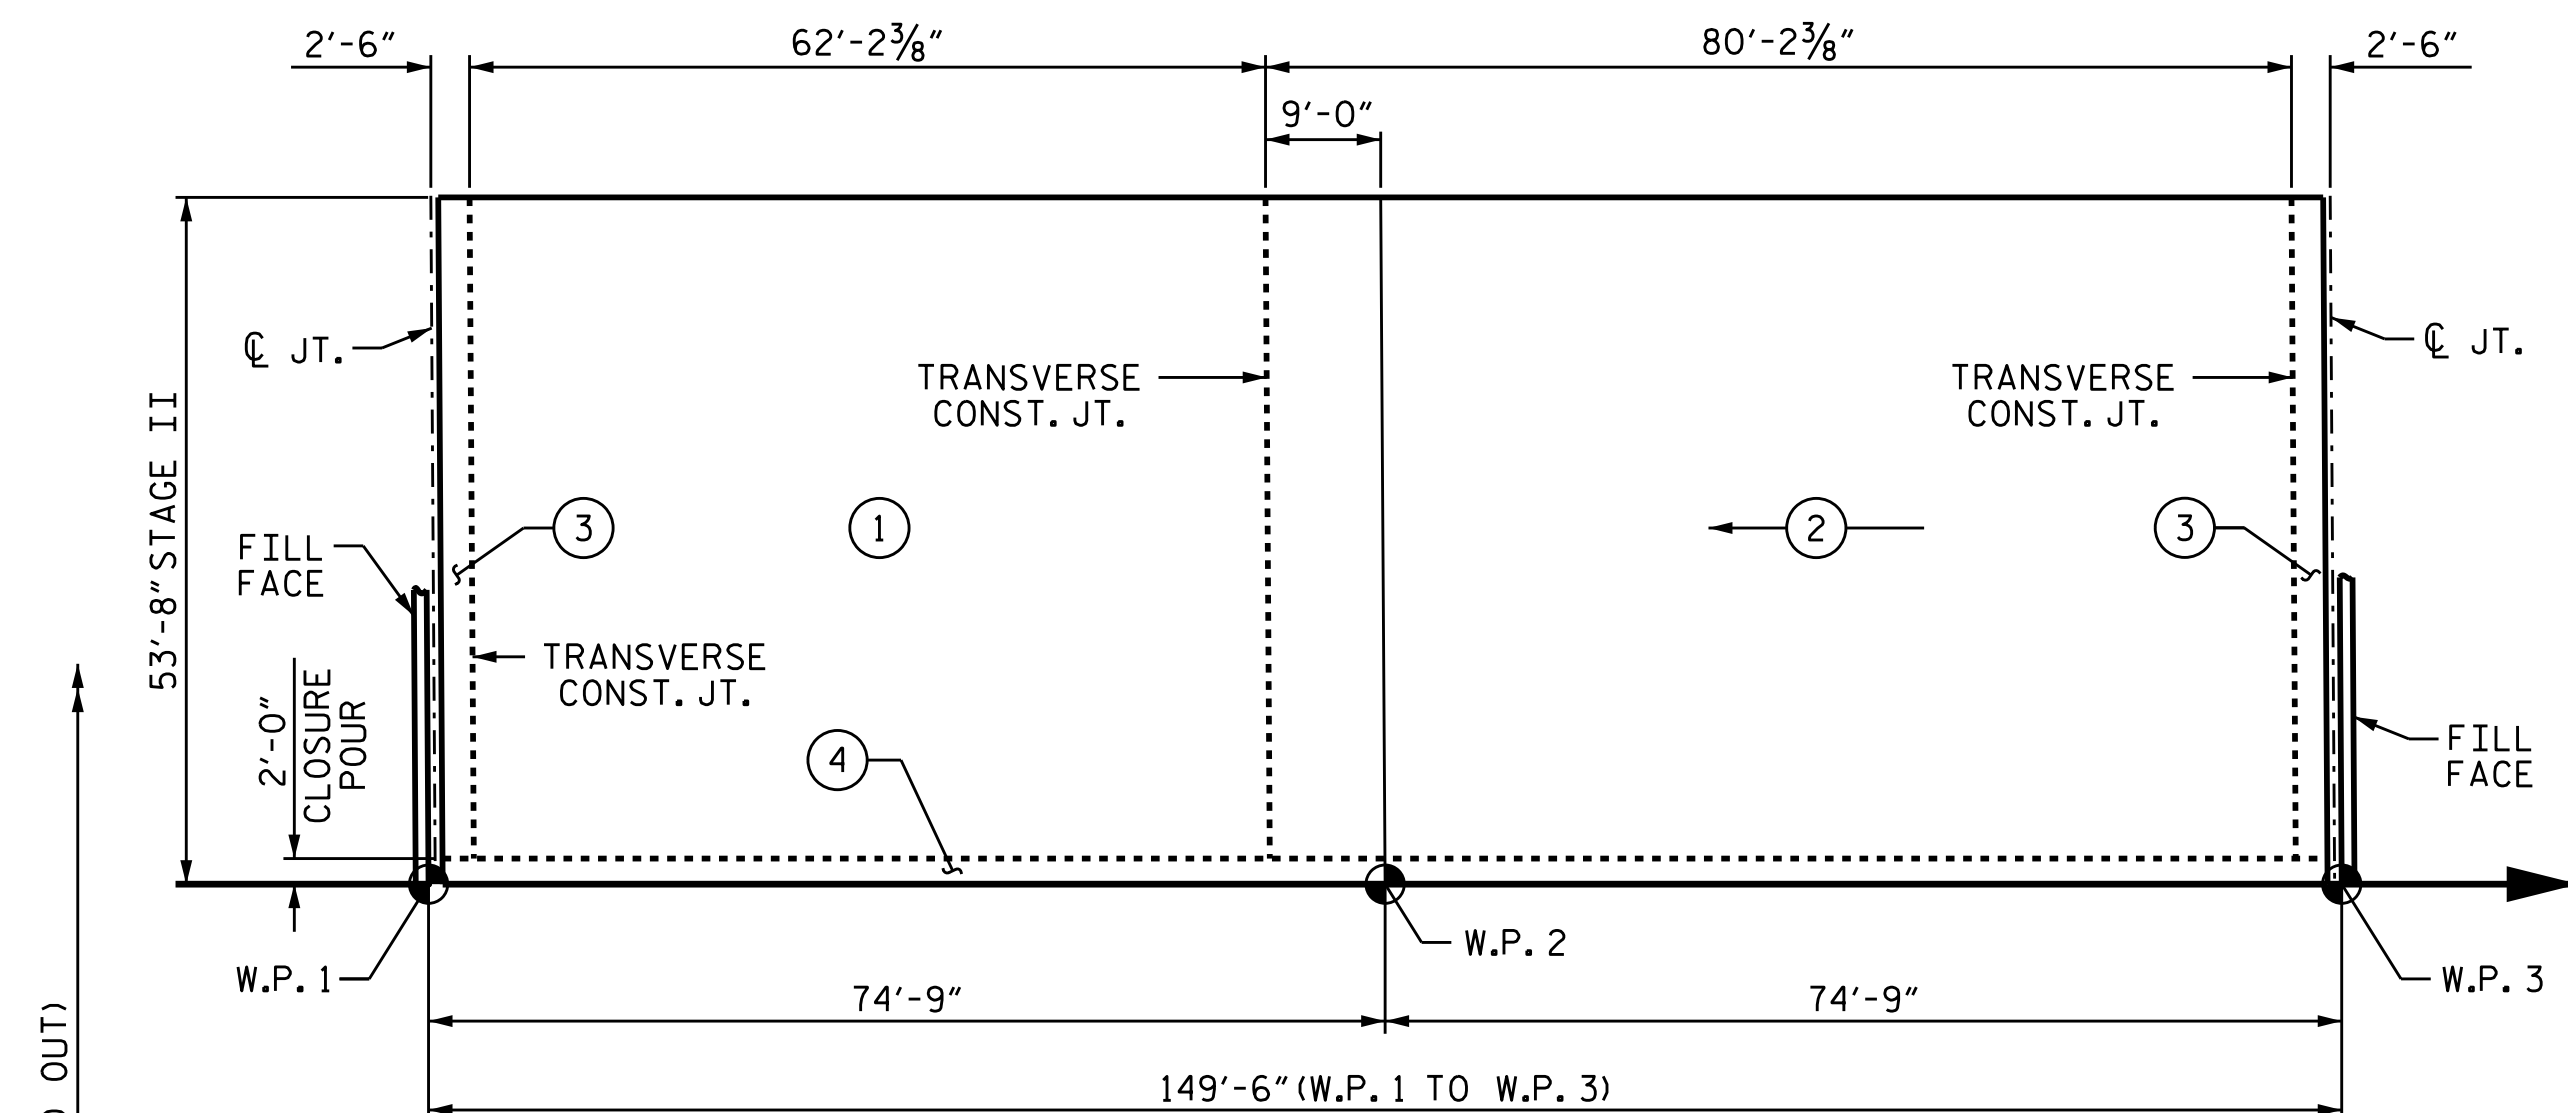 2'-6"
62'-2⅜"
80'-2⅜"
2'-6"
9'-0"
℄ JT.
℄ JT.
TRANSVERSE
CONST. JT.
TRANSVERSE
CONST. JT.
53'-8" STAGE II
3
1
2
3
FILL
FACE
TRANSVERSE
CONST. JT.
2'-0"
CLOSURE
POUR
4
FILL
FACE
W.P. 1
W.P. 2
W.P. 3
74'-9"
74'-9"
OUT)
149'-6" (W.P. 1 TO W.P. 3)